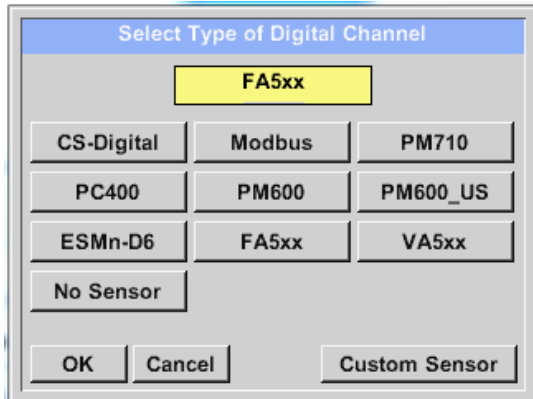 Select Type of Digital Channel
FA5xx
CS-Digital Modbus PM710
PC400 PM600 PM600_US
ESMn-D6 FA5xx VA5xx
No Sensor
OK Cancel Custom Sensor